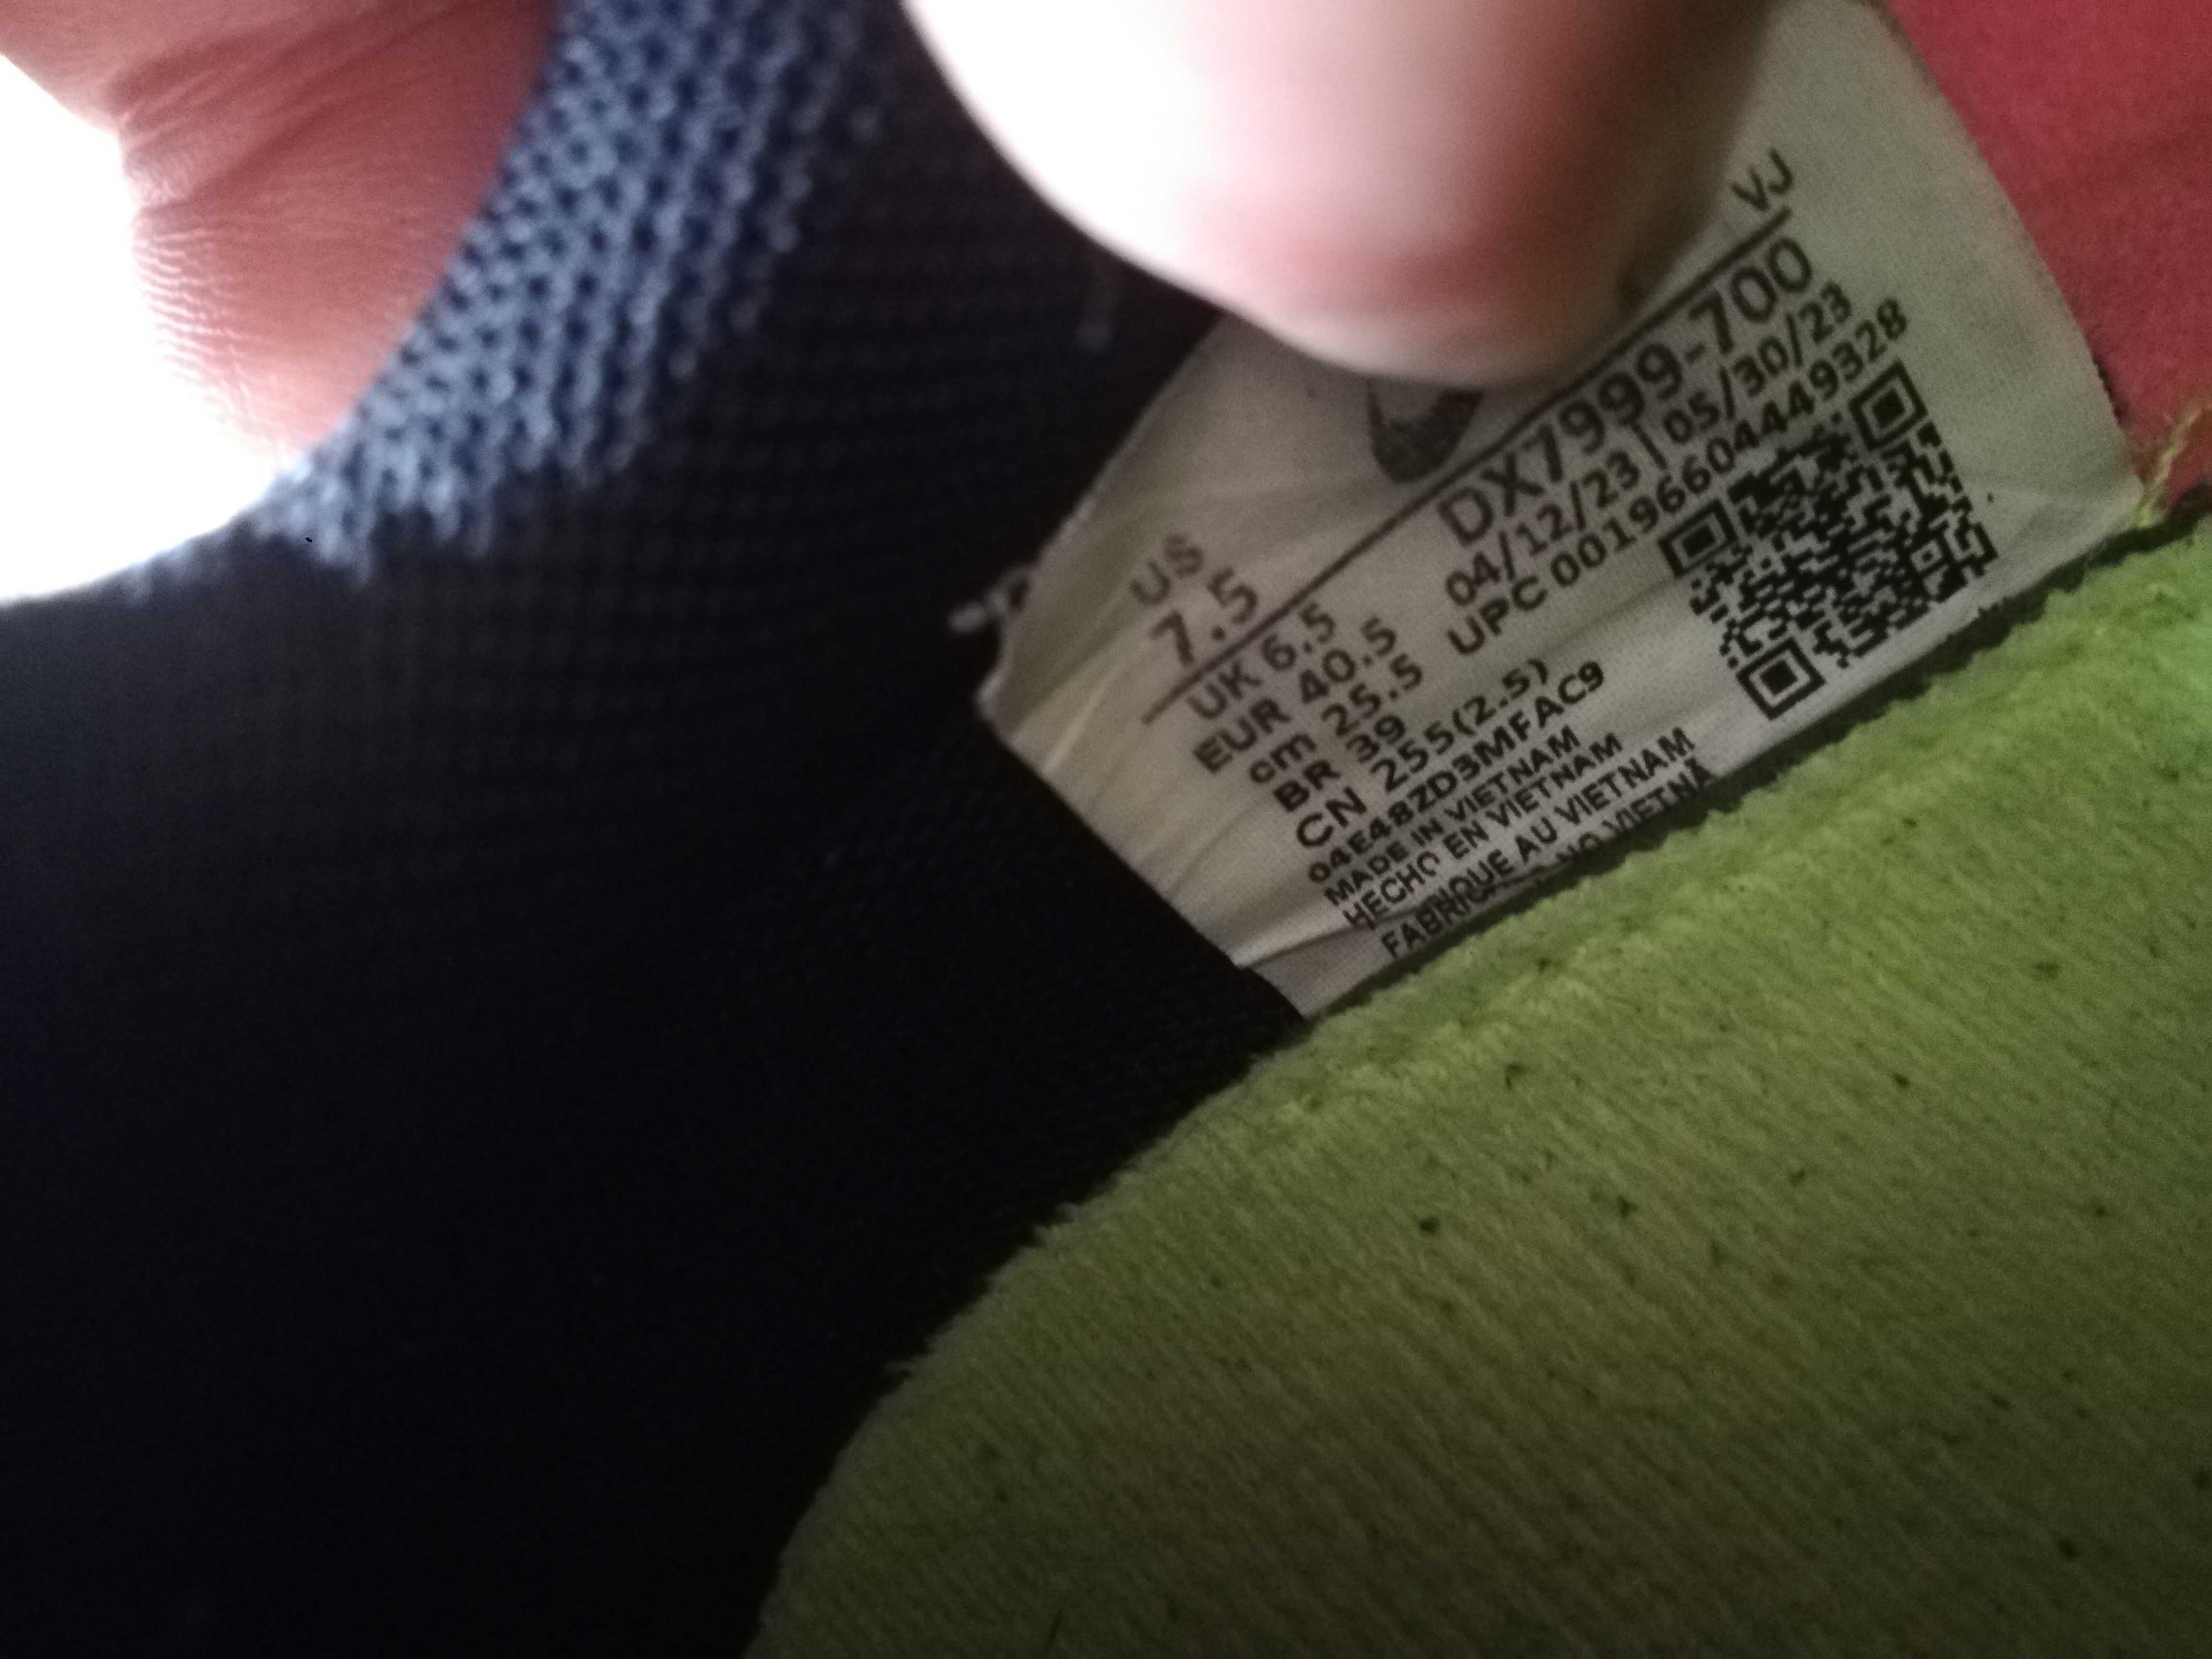 VJ
US
7.5
DX7999-700
04/12/23 | 05/30/23
UPC 00196604449328
UK 6.5
EUR 40.5
cm 25.5
BR 39
CN 255(2.5)
04E48ZD3MFAC9
MADE IN VIETNAM
HECHO EN VIETNAM
FABRIQUE AU VIETNAM
NO VIETNÃ